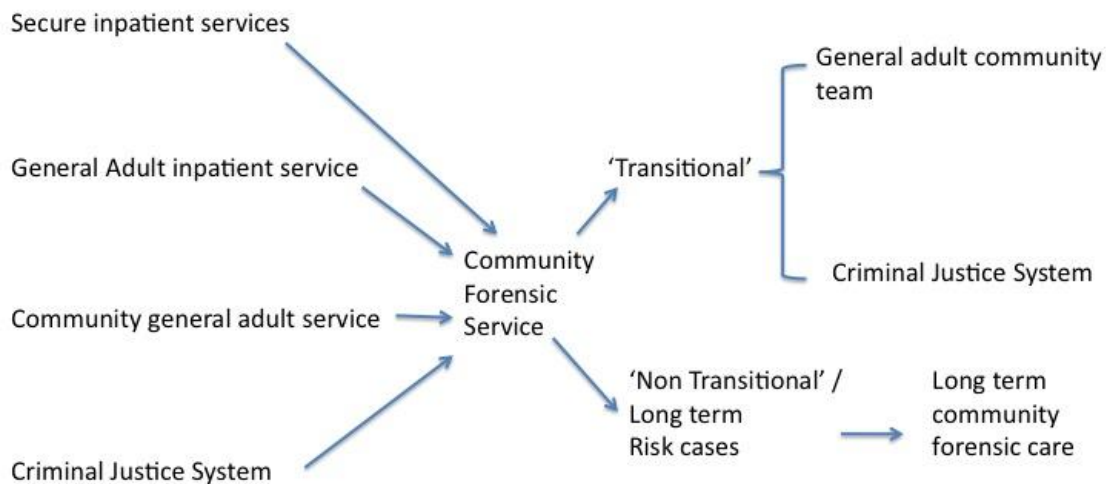 Secure inpatient services
General Adult inpatient service
Community general adult service
Criminal Justice System
Community
Forensic
Service
‘Transitional’
General adult community
team
Criminal Justice System
‘Non Transitional’ /
Long term
Risk cases
Long term
community
forensic care